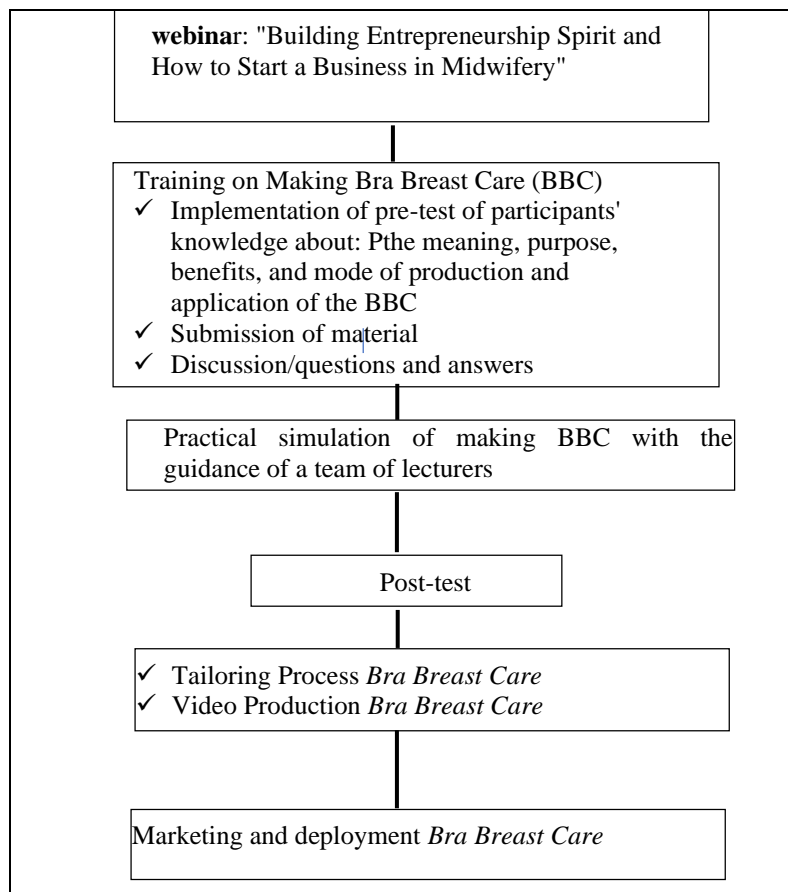 webinar: "Building Entrepreneurship Spirit and
How to Start a Business in Midwifery"
Training on Making Bra Breast Care (BBC)
✓ Implementation of pre-test of participants'
knowledge about: Pthe meaning, purpose,
benefits, and mode of production and
application of the BBC
✓ Submission of material
✓ Discussion/questions and answers
Practical simulation of making BBC with the
guidance of a team of lecturers
Post-test
✓ Tailoring Process Bra Breast Care
✓ Video Production Bra Breast Care
Marketing and deployment Bra Breast Care